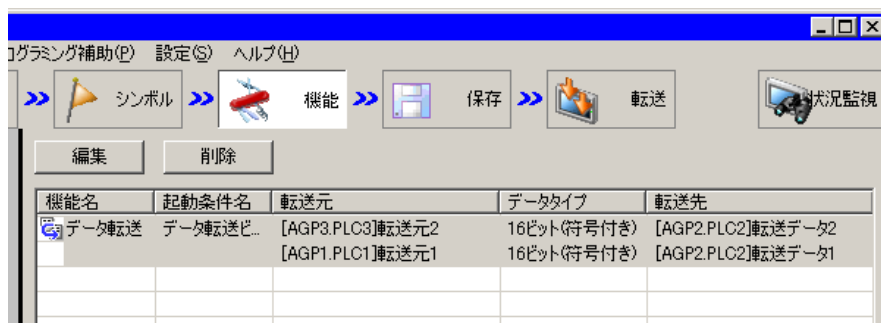 ログラミング補助(P) 設定(S) ヘルプ(H)
シンボル 機能 保存 転送 状況監視
編集 削除
機能名 起動条件名 転送元 データタイプ 転送先
データ転送 データ転送ビ... [AGP3.PLC3]転送元2 16ビット(符号付き) [AGP2.PLC2]転送データ2
[AGP1.PLC1]転送元1 16ビット(符号付き) [AGP2.PLC2]転送データ1